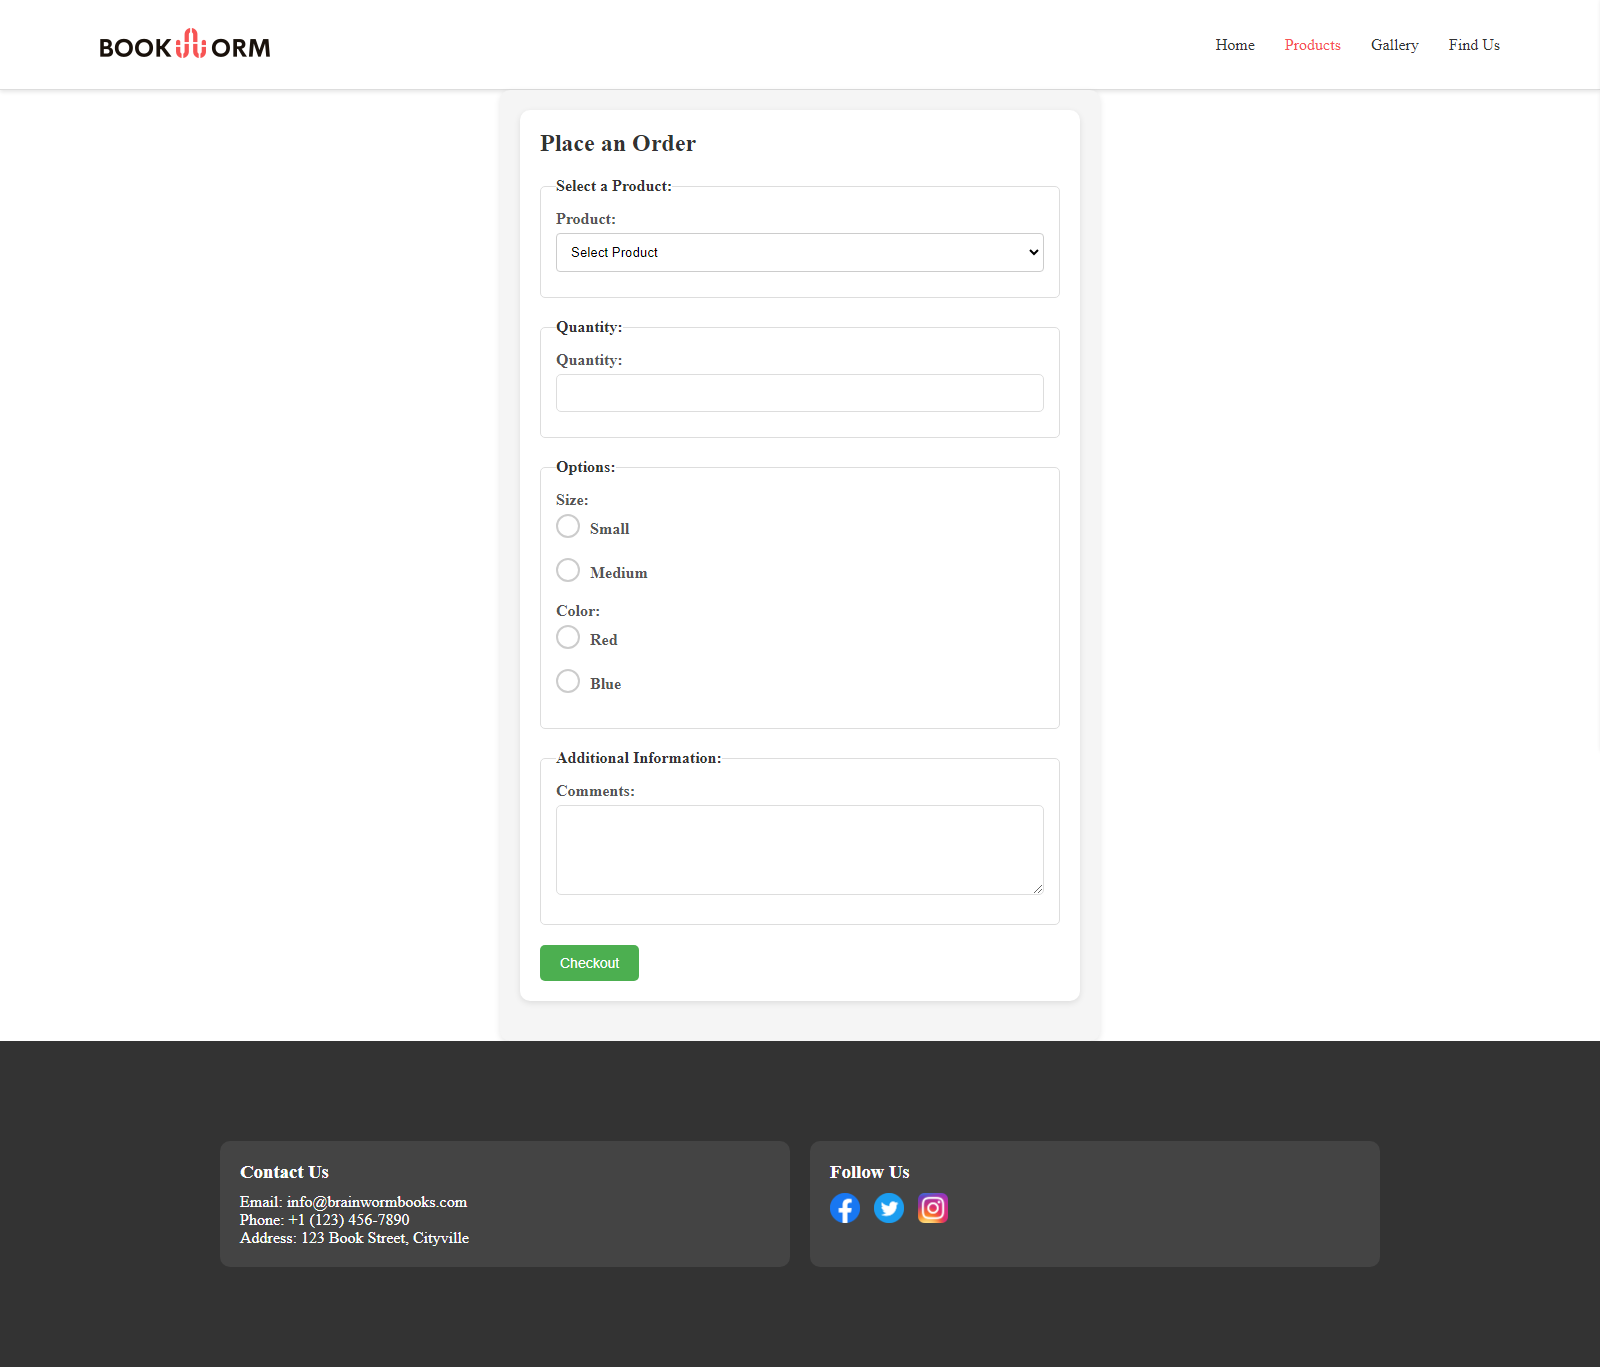 BOOKWORM
Home Products Gallery Find Us
Place an Order
Select a Product:
Product:
Select Product
Quantity:
Quantity:
Options:
Size:
Small
Medium
Color:
Red
Blue
Additional Information:
Comments:
Checkout
Contact Us
Email: info@brainwormbooks.com
Phone: +1 (123) 456-7890
Address: 123 Book Street, Cityville
Follow Us